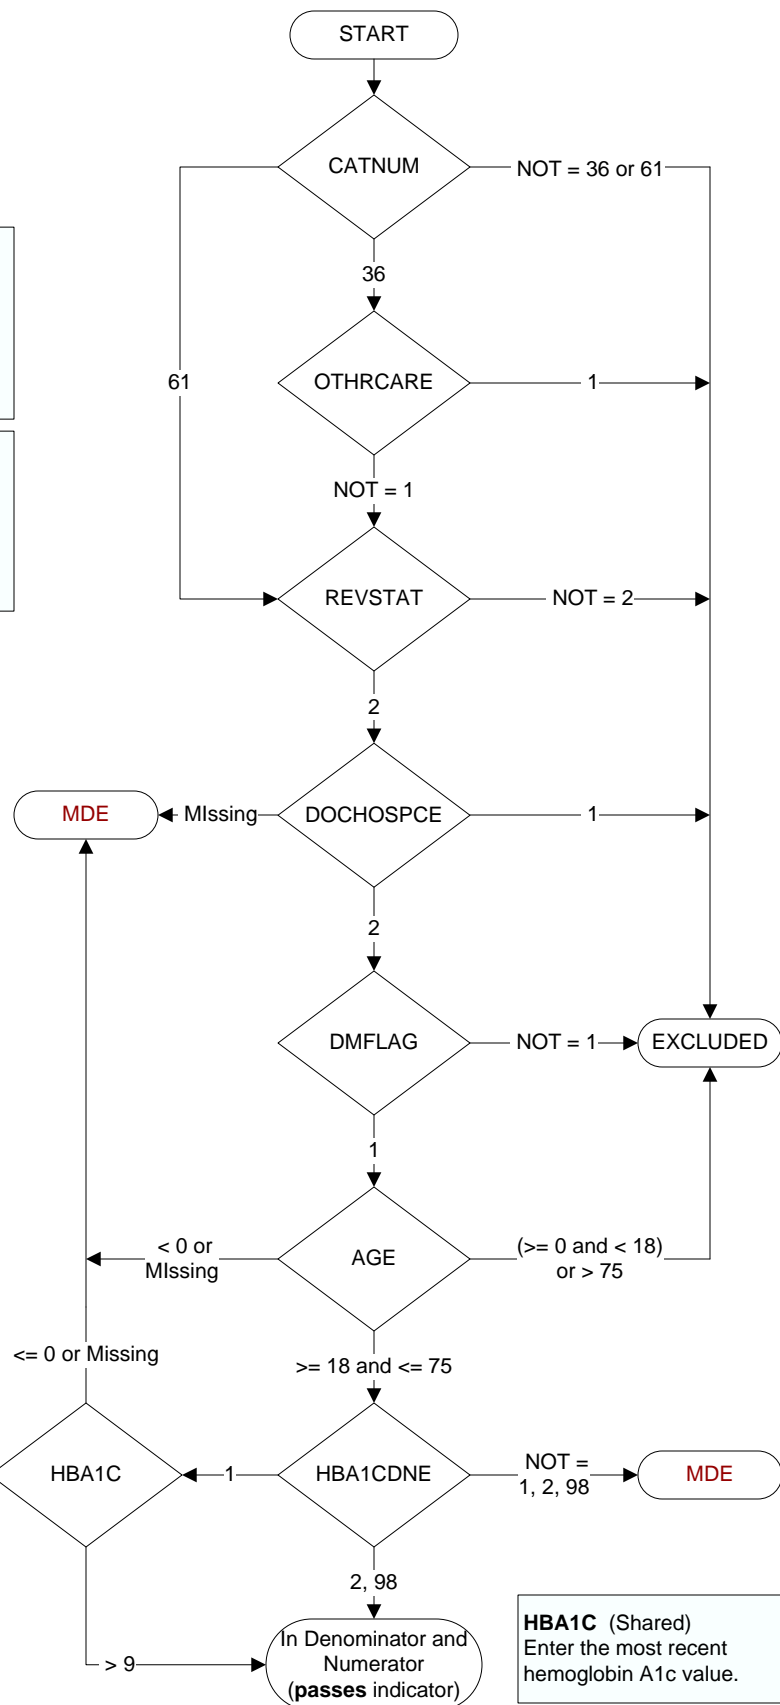 START
CATNUM
NOT = 36 or 61
36
61
OTHRCARE
1
NOT = 1
REVSTAT
NOT = 2
2
MDE
MIssing
DOCHOSPCE
1
2
DMFLAG
NOT = 1
EXCLUDED
1
< 0 or
MIssing
AGE
(>= 0 and < 18)
or > 75
<= 0 or Missing
>= 18 and <= 75
HBA1C
1
HBA1CDNE
NOT =
1, 2, 98
MDE
2, 98
> 9
In Denominator and
Numerator
(passes indicator)
HBA1C (Shared)
Enter the most recent
hemoglobin A1c value.